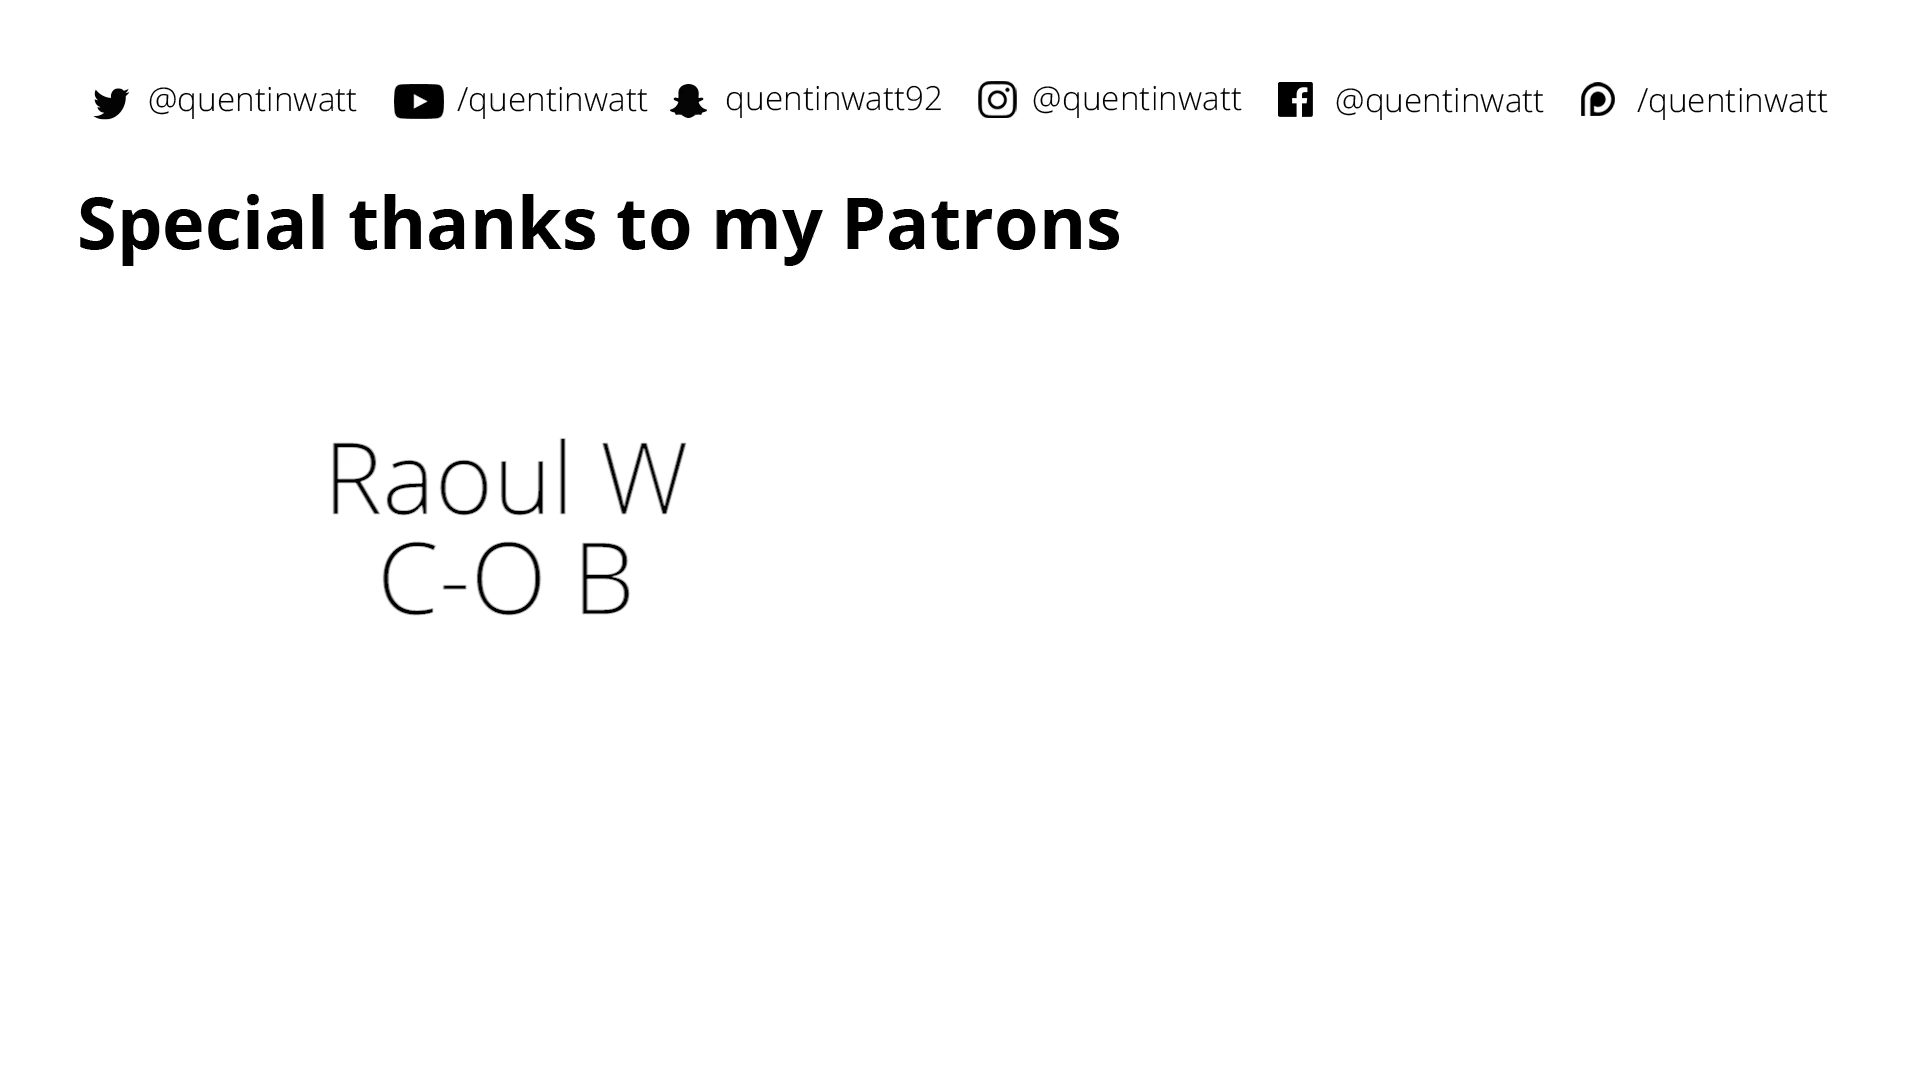 @quentinwatt /quentinwatt quentinwatt92 @quentinwatt @quentinwatt /quentinwatt
Special thanks to my Patrons
Raoul W
C-O B